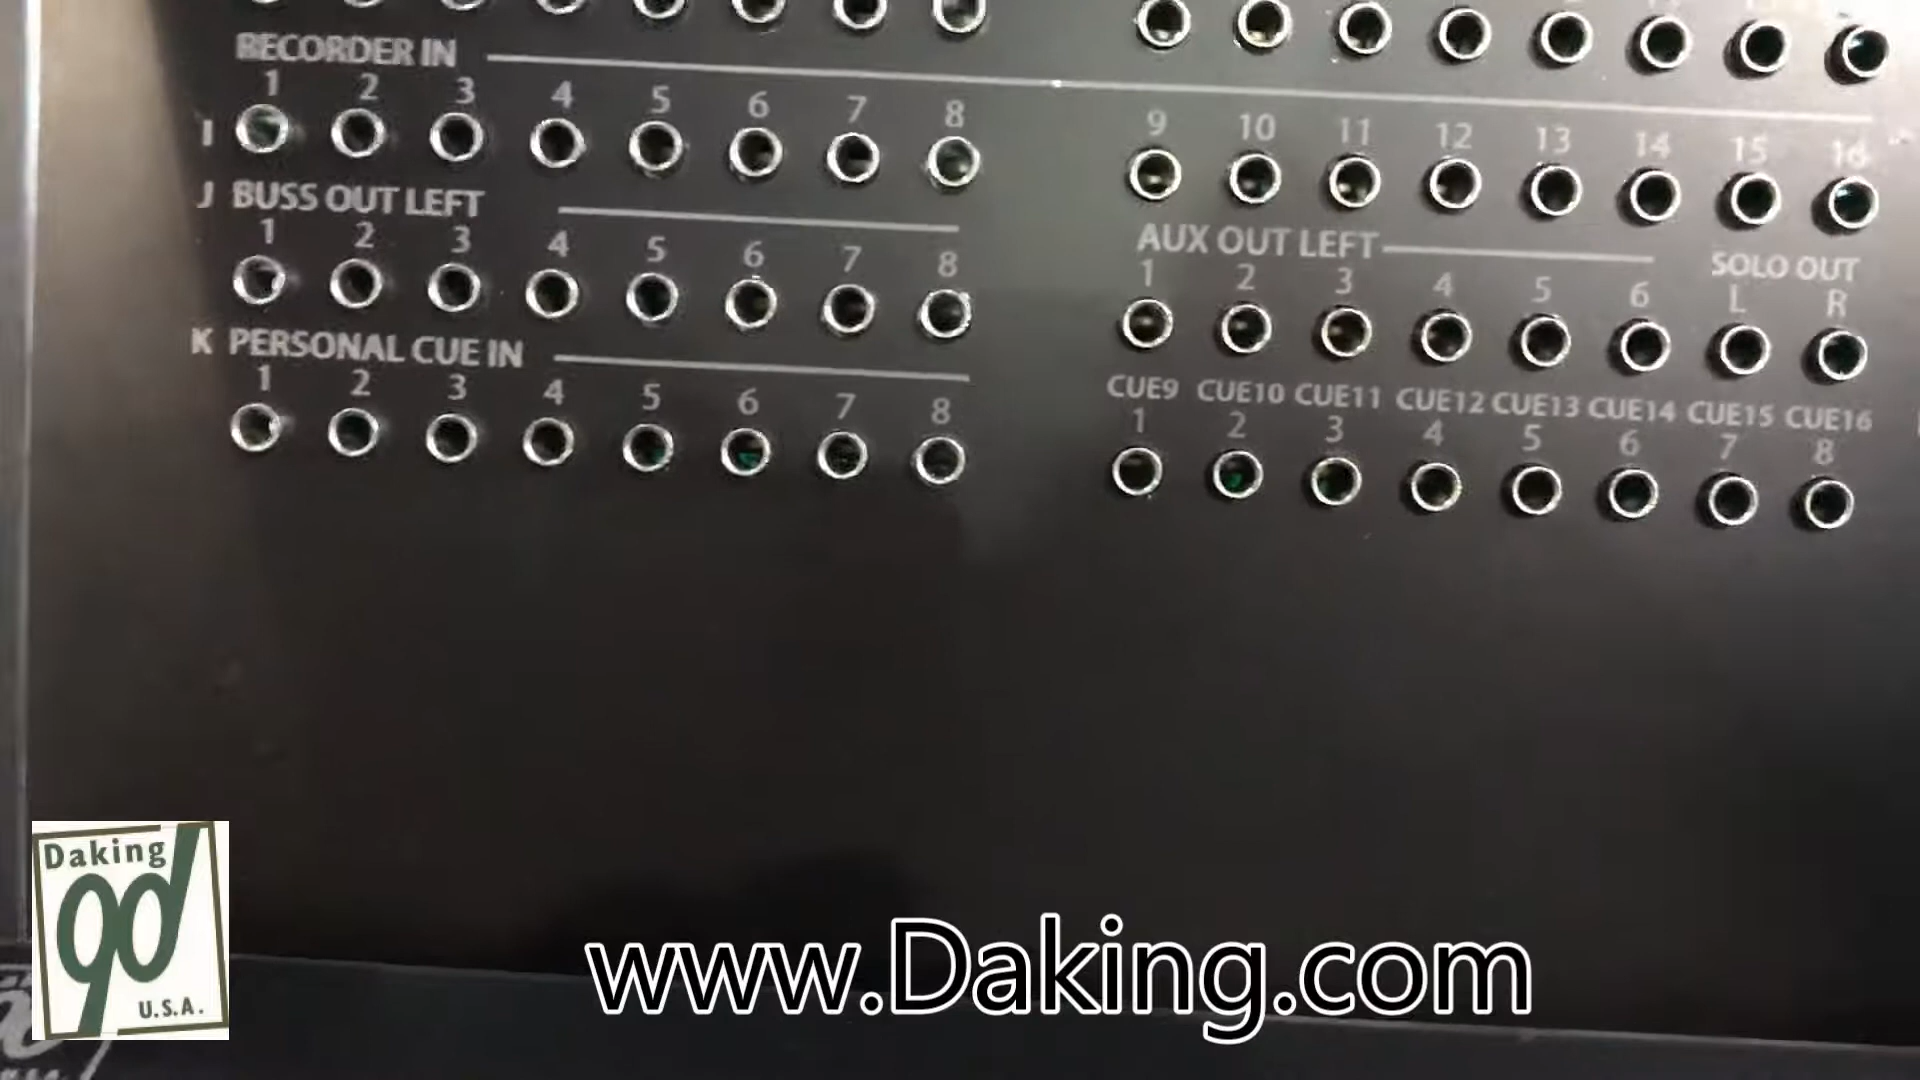 RECORDER IN
1 2 3 4 5 6 7 8 9 10 11 12 13 14 15 16
I
J BUSS OUT LEFT
1 2 3 4 5 6 7 8
AUX OUT LEFT
1 2 3 4 5 6
SOLO OUT
L R
K PERSONAL CUE IN
1 2 3 4 5 6 7 8
CUE9 CUE10 CUE11 CUE12 CUE13 CUE14 CUE15 CUE16
1 2 3 4 5 6 7 8
Daking
gd
U.S.A.
www.Daking.com